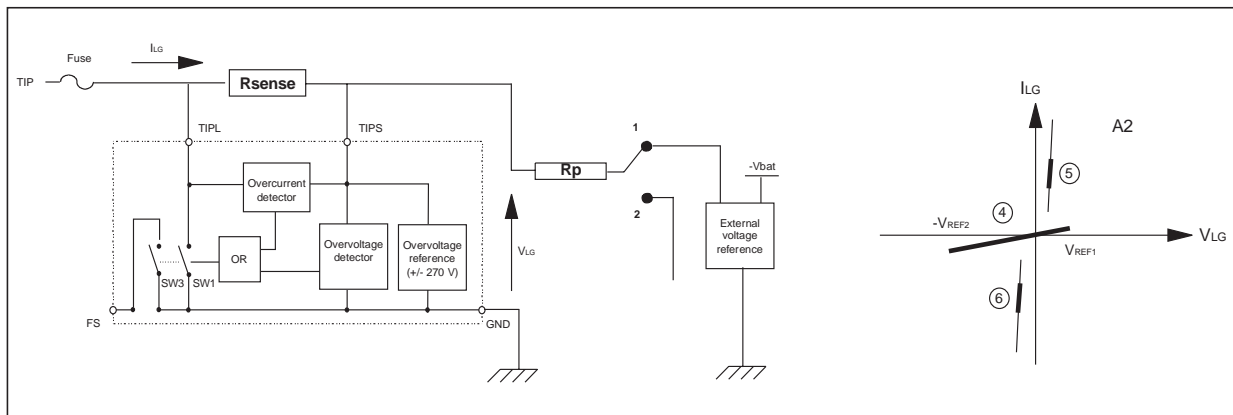 Fuse
ILG
TIP
Rsense
TIPL
TIPS
Overcurrent
detector
OR
Overvoltage
detector
Overvoltage
reference
(+/- 270 V)
SW3
SW1
FS
GND
VLG
Rp
1
2
-Vbat
External
voltage
reference
ILG
A2
5
4
-VREF2
VREF1
VLG
6